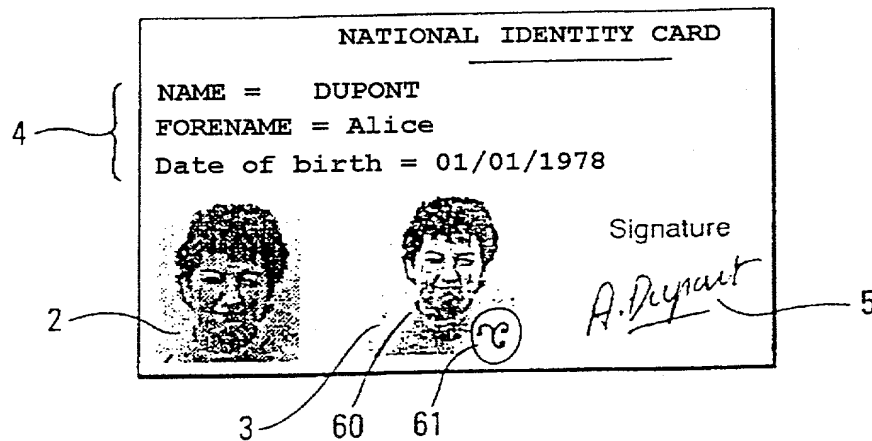 NATIONAL IDENTITY CARD
NAME = DUPONT
FORENAME = Alice
Date of birth = 01/01/1978
4
Signature
A. Dupont
2
5
3
60
61